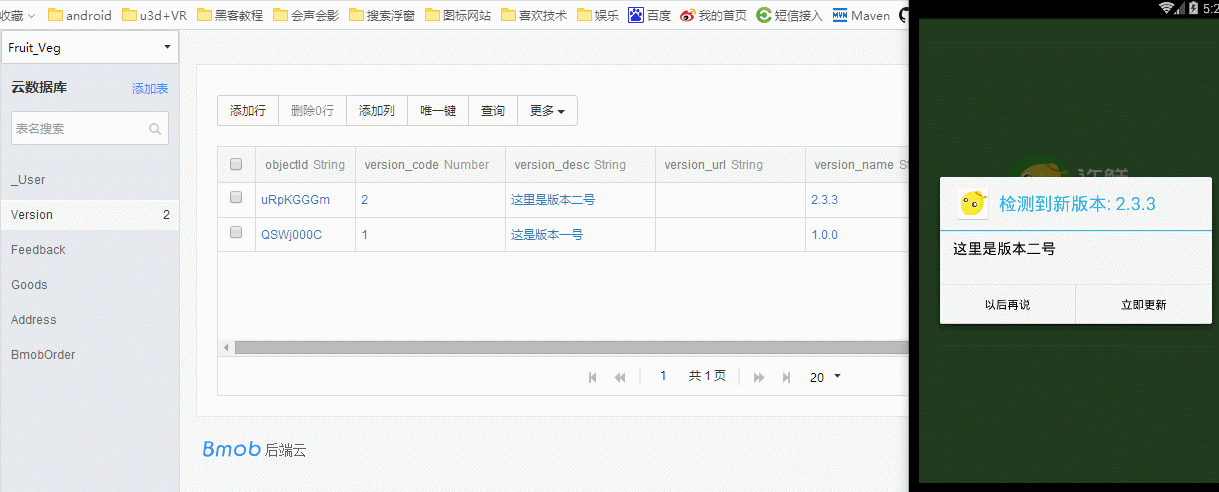 收藏 android u3d+VR 黑客教程 会声会影 搜索浮窗 图标网站 喜欢技术 娱乐 百度 我的首页 短信接入 Maven
5:2
Fruit_Veg
云数据库 添加表
表名搜索
_User
Version 2
Feedback
Goods
Address
BmobOrder
添加行 删除0行 添加列 唯一键 查询 更多
objectId String version_code Number version_desc String version_url String version_name St
uRpKGGGm 2 这里是版本二号 2.3.3
QSWj000C 1 这是版本一号 1.0.0
1 共 1 页 20
Bmob 后端云
检测到新版本: 2.3.3
这里是版本二号
以后再说 立即更新